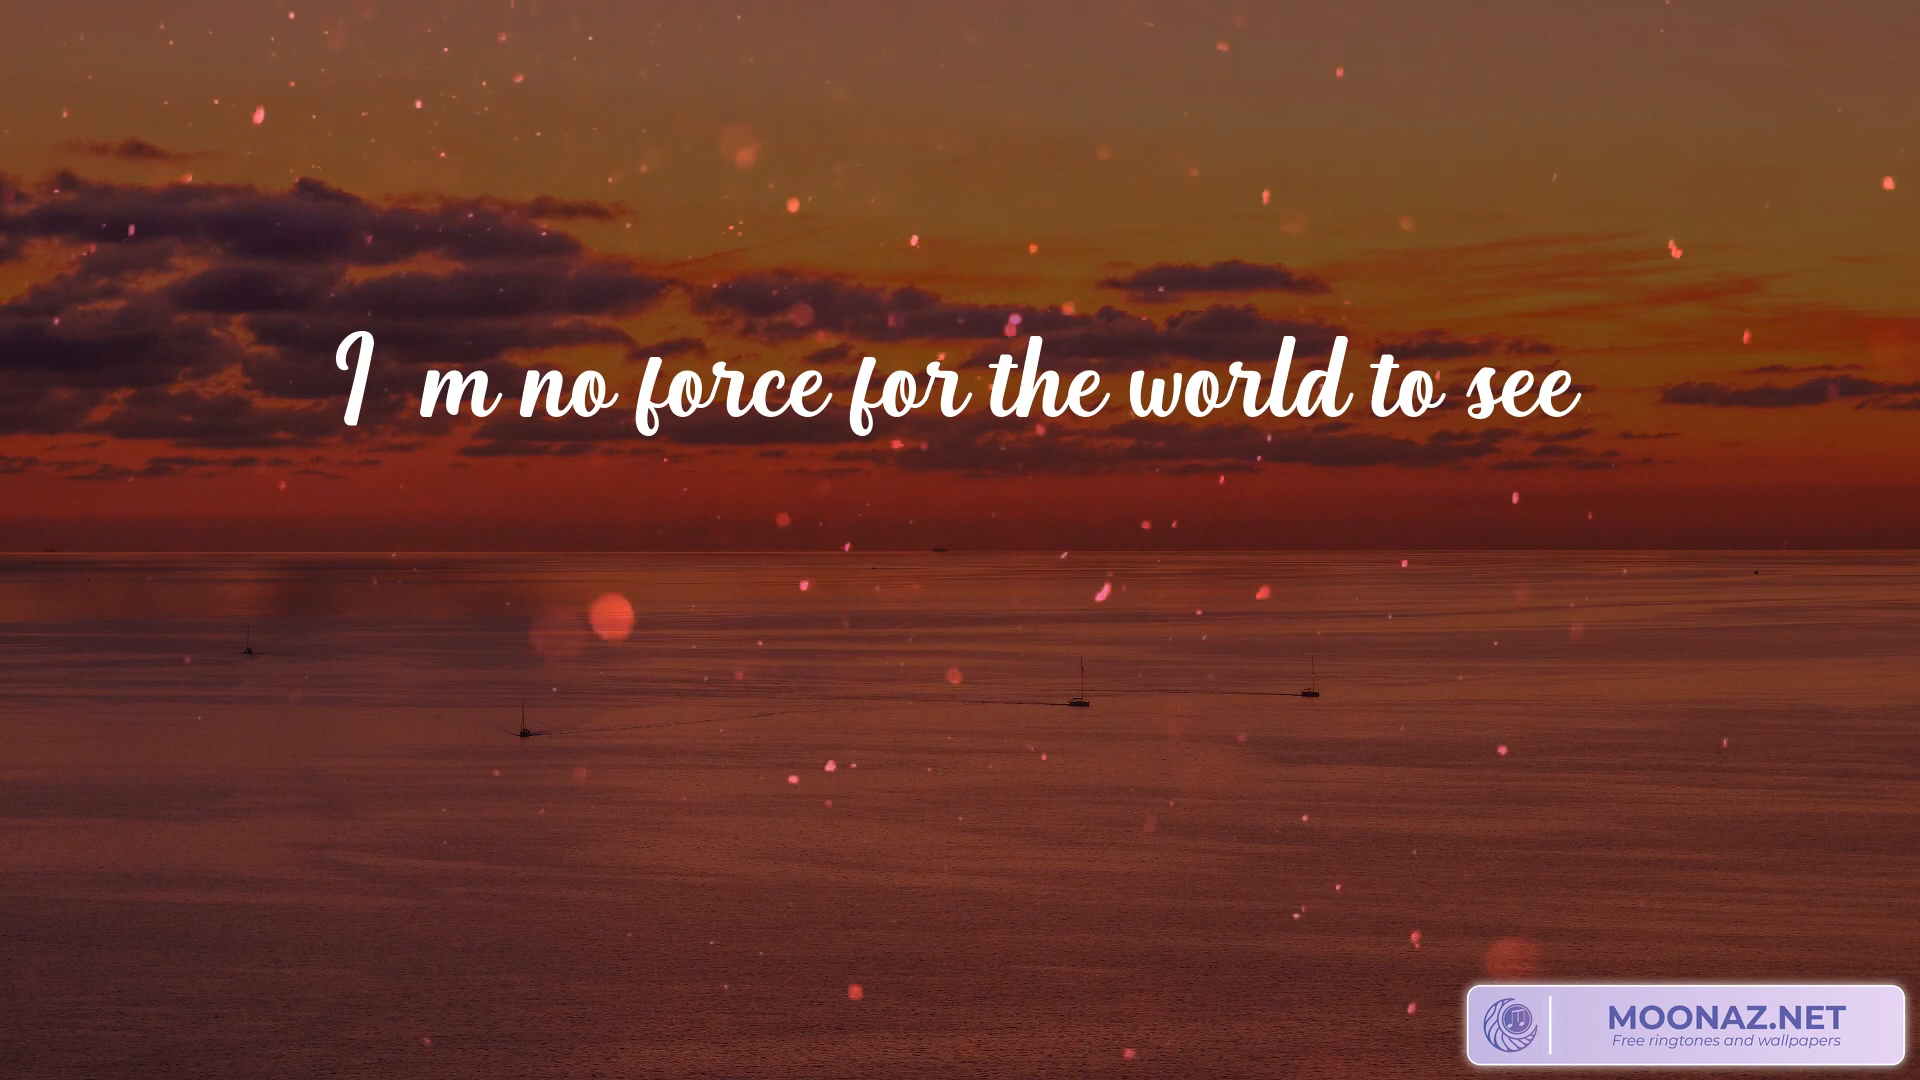 I m no force for the world to see
MOONAZ.NET
Free ringtones and wallpapers